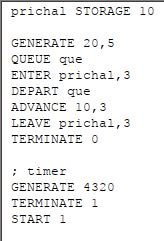 prichal STORAGE 10
GENERATE 20,5
QUEUE que
ENTER prichal,3
DEPART que
ADVANCE 10,3
LEAVE prichal,3
TERMINATE 0
; timer
GENERATE 4320
TERMINATE 1
START 1